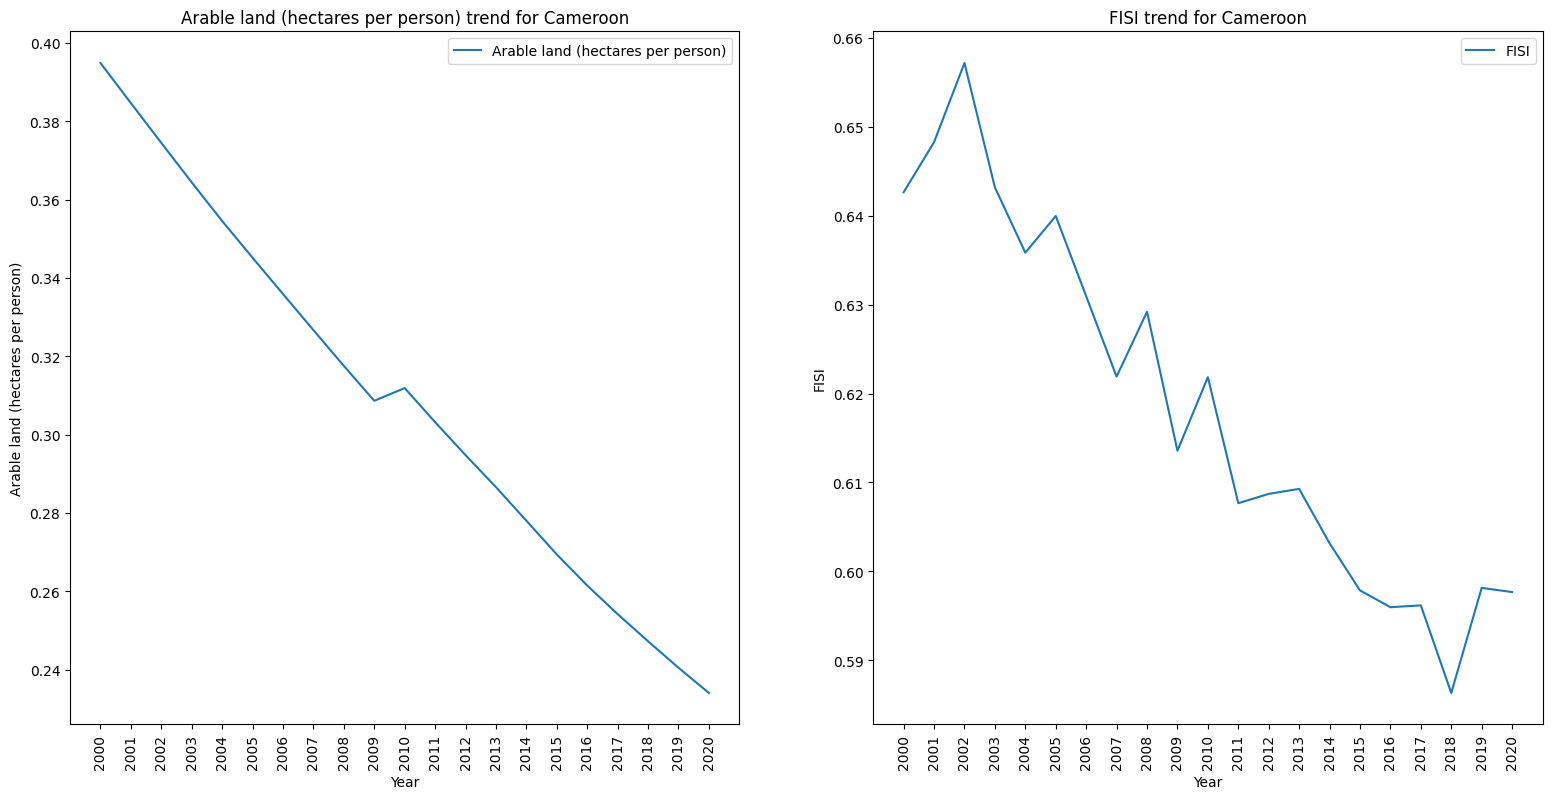 Arable land (hectares per person) trend for Cameroon
Arable land (hectares per person)
Arable land (hectares per person)
0.40
0.38
0.36
0.34
0.32
0.30
0.28
0.26
0.24
2000 2001 2002 2003 2004 2005 2006 2007 2008 2009 2010 2011 2012 2013 2014 2015 2016 2017 2018 2019 2020
Year
FISI trend for Cameroon
FISI
FISI
0.66
0.65
0.64
0.63
0.62
0.61
0.60
0.59
2000 2001 2002 2003 2004 2005 2006 2007 2008 2009 2010 2011 2012 2013 2014 2015 2016 2017 2018 2019 2020
Year